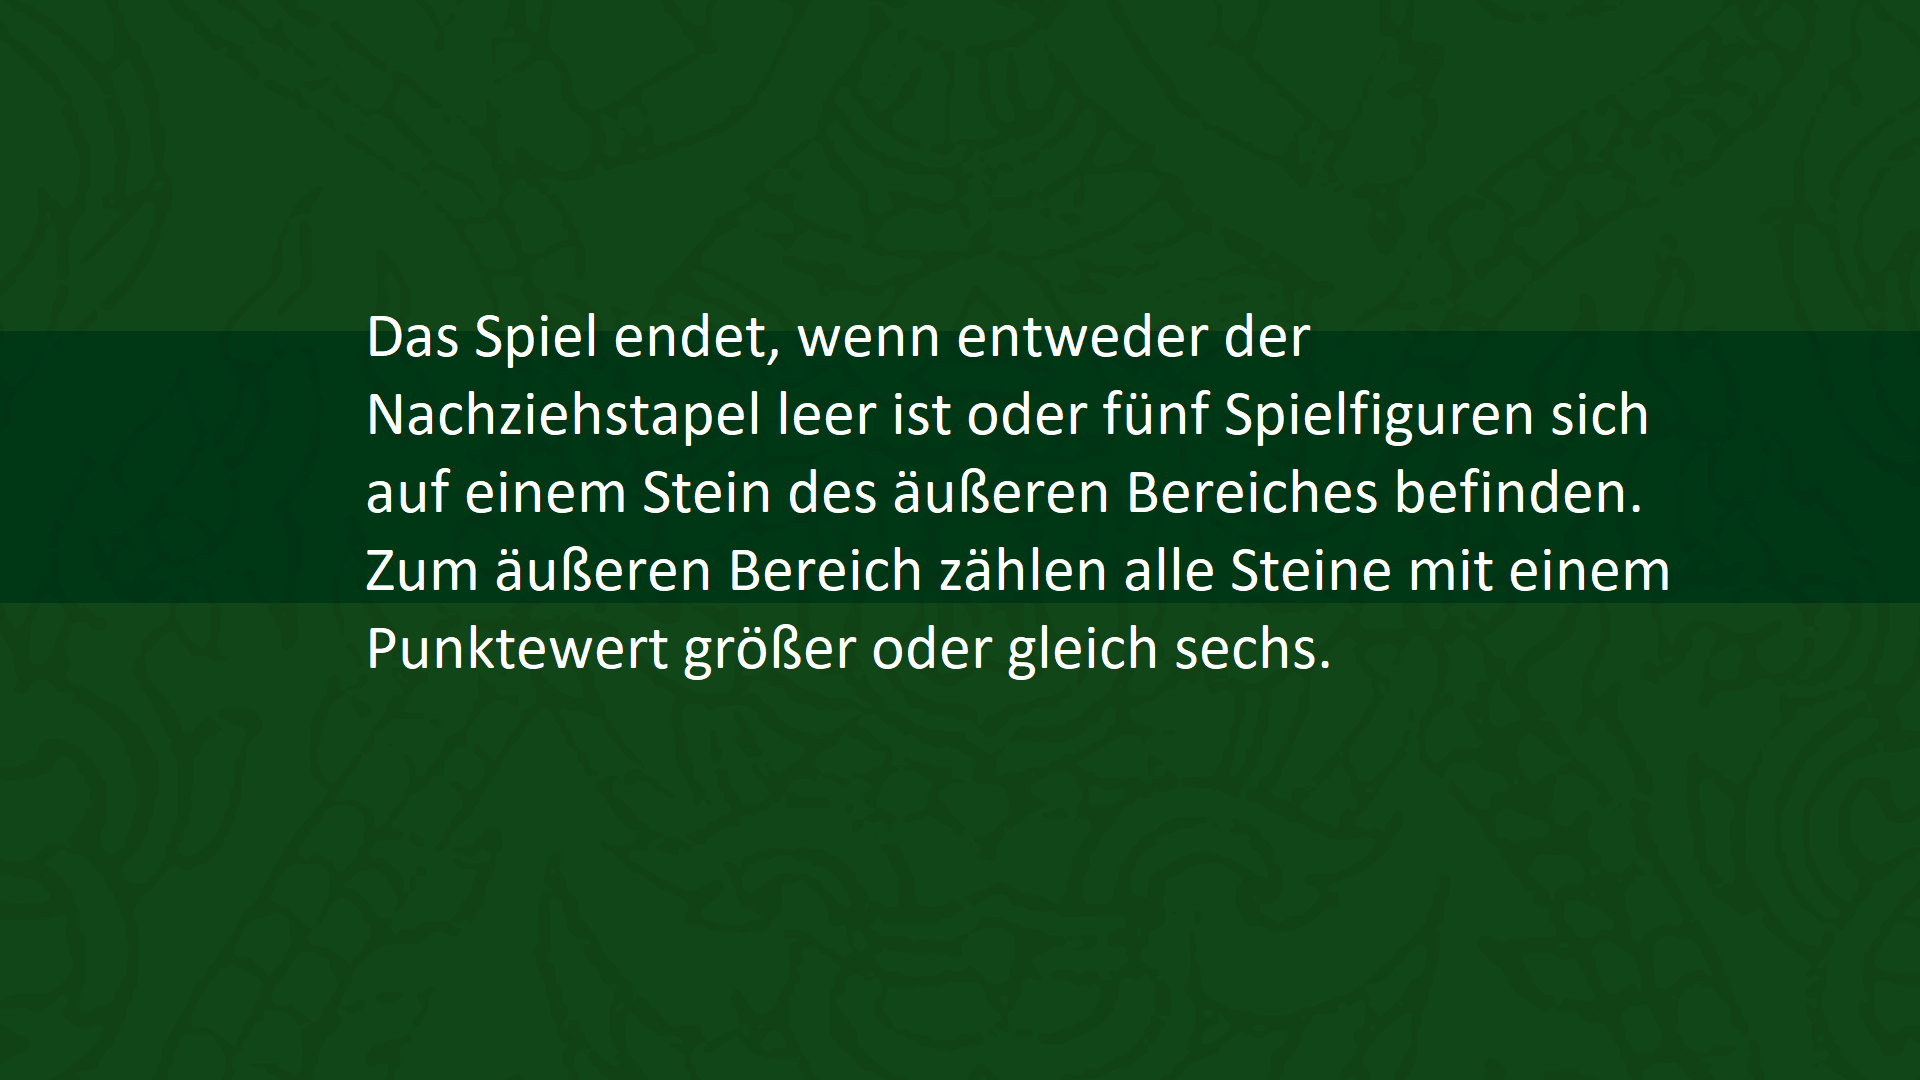 Das Spiel endet, wenn entweder der
Nachziehstapel leer ist oder fünf Spielfiguren sich
auf einem Stein des äußeren Bereiches befinden.
Zum äußeren Bereich zählen alle Steine mit einem
Punktewert größer oder gleich sechs.